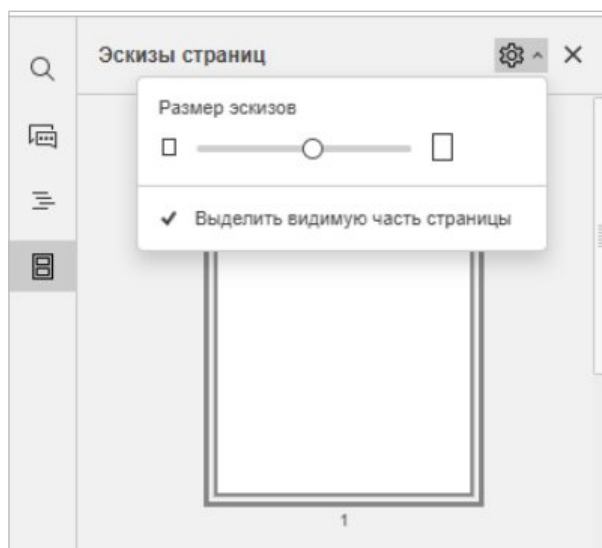 Эскизы страниц
Размер эскизов
Выделить видимую часть страницы
1